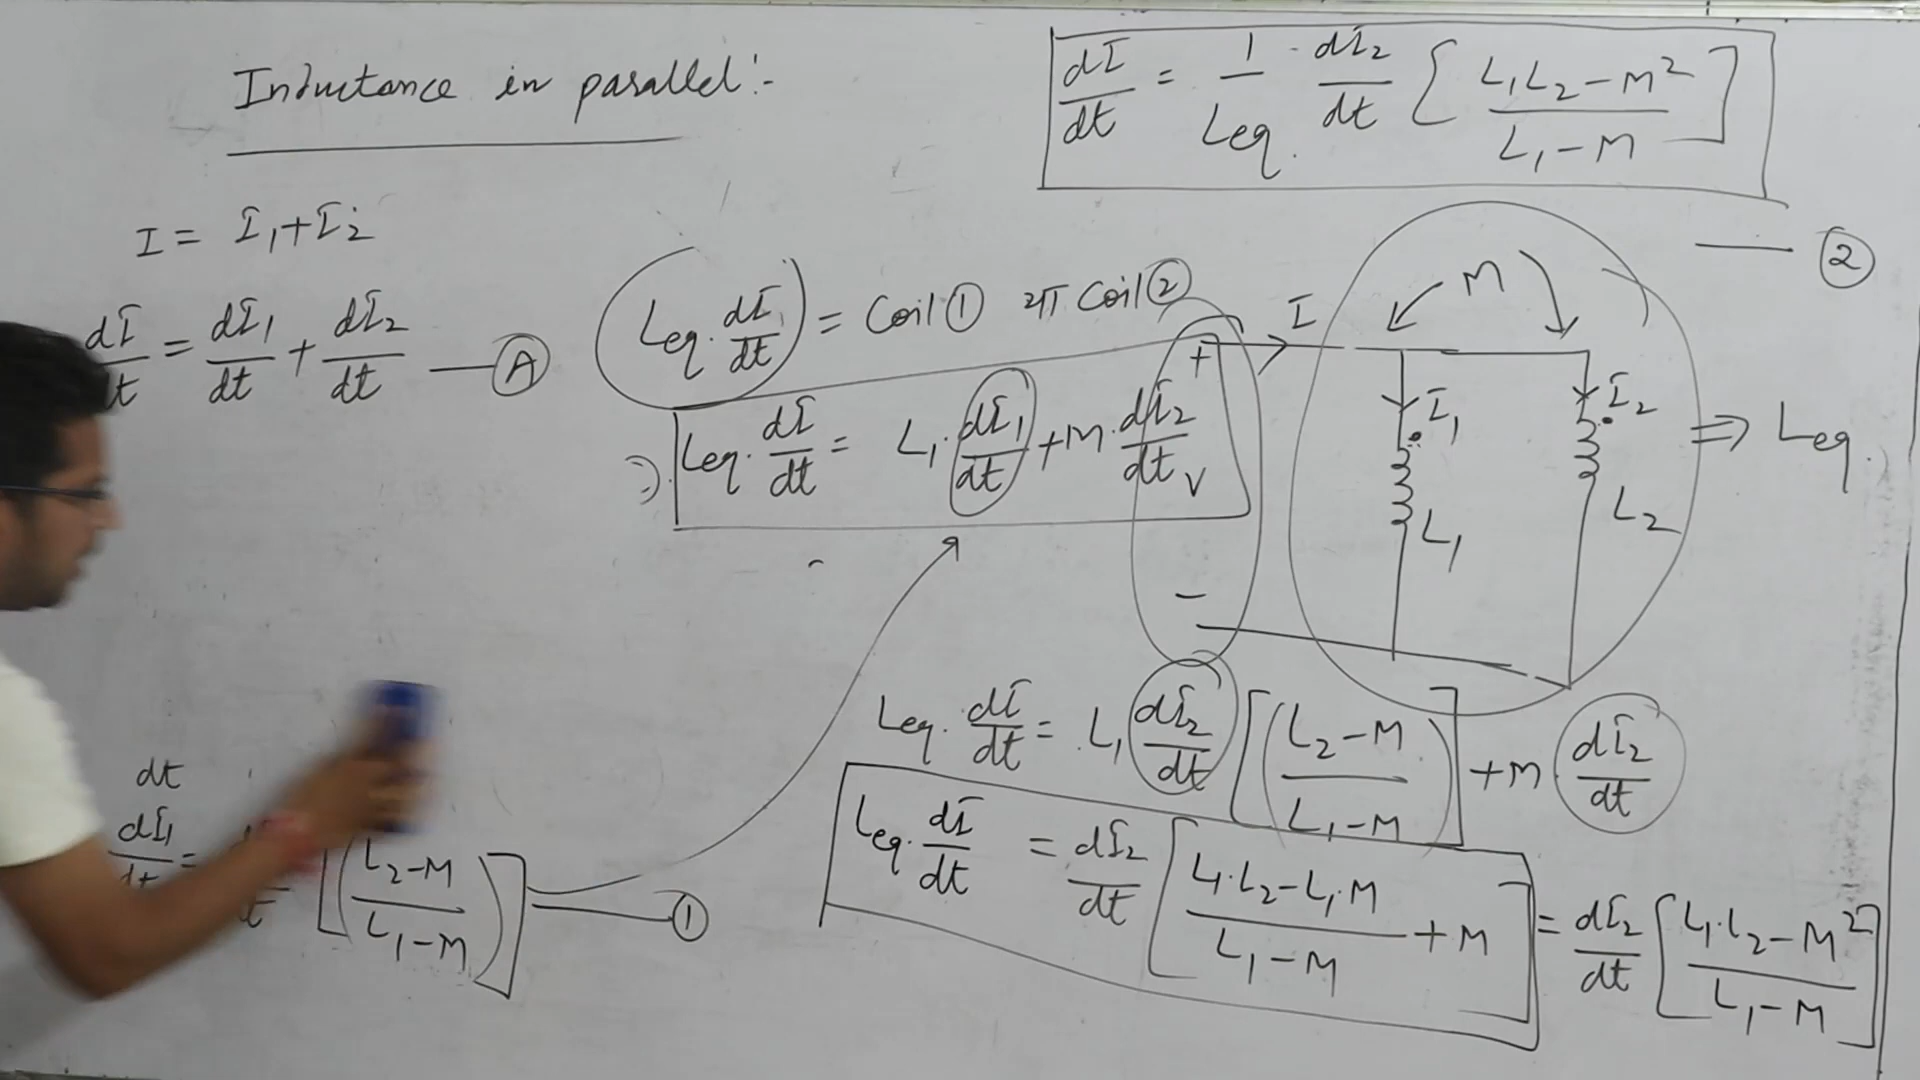 Inductance in parallel :-
dI/dt = 1/Leq. · dI2/dt [ L1L2-M² / L1-M ]
② 
I = I1+I2
dI/dt = dI1/dt + dI2/dt — Ⓐ
Leq. dI/dt = Coil ① या Coil ②
⇒ Leq. dI/dt = L1. dI1/dt + M. dI2/dt
+
V
-
I
M
I1
I2
L1
L2
⇒ Leq.
Leq. dI/dt = L1 dI2/dt [ ( L2-M / L1-M ) ] + M dI2/dt
dt
dI1/dt = [ ( L2-M / L1-M ) ] — ①
Leq. dI/dt = dI2/dt [ L1.L2-L1.M / L1-M + M ] = dI2/dt [ L1.L2-M² / L1-M ]